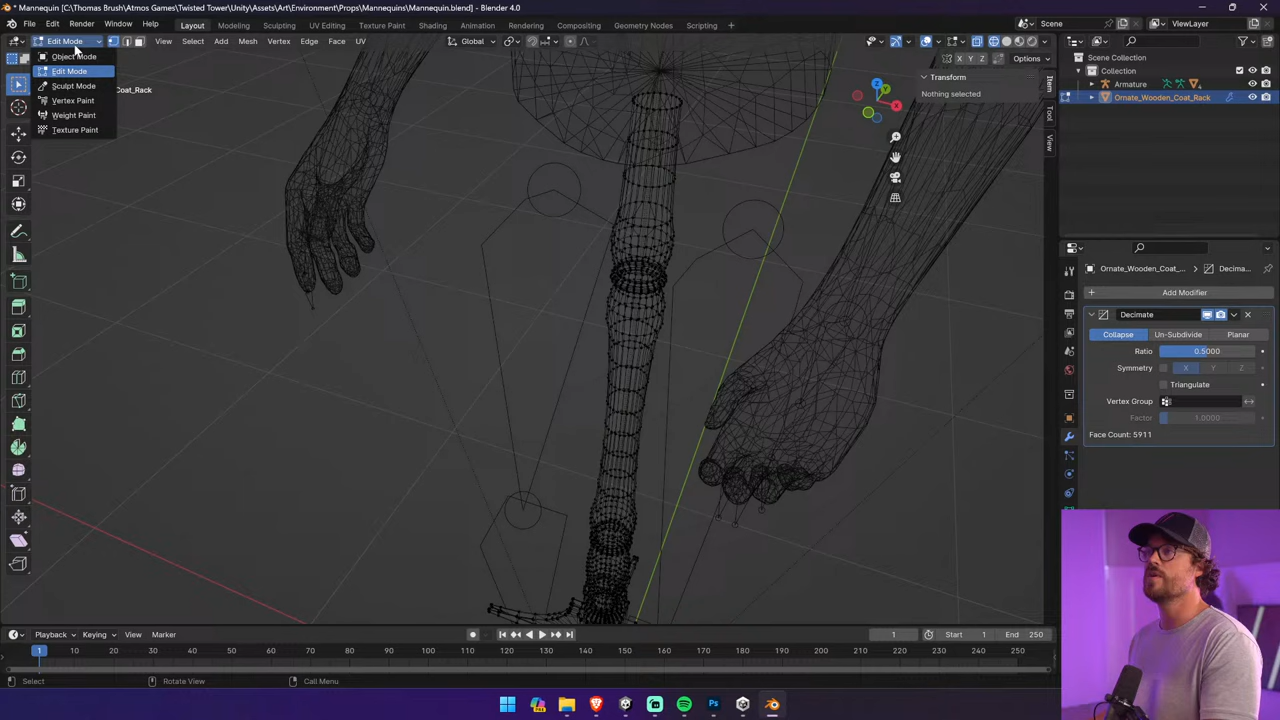 * Mannequin [C:\Thomas Brush\Atmos Games\Twisted Tower\Unity\Assets\Art\Environment\Props\Mannequins\Mannequin.blend] - Blender 4.0
File Edit Render Window Help Layout Modeling Sculpting UV Editing Texture Paint Shading Animation Rendering Compositing Geometry Nodes Scripting + Scene ViewLayer
Edit Mode View Select Add Mesh Vertex Edge Face UV Global
X Y Z Options
Object Mode
Edit Mode
Sculpt Mode
Vertex Paint
Weight Paint
Texture Paint
Coat_Rack
Transform
Nothing selected
Item
Tool
View
Z
X
Y
Scene Collection
Collection
Armature
Ornate_Wooden_Coat_Rack
Ornate_Wooden_Coat_... Decima...
Add Modifier
Decimate
Collapse Un-Subdivide Planar
Ratio 0.5000
Symmetry X Y Z
Triangulate
Vertex Group
Factor 1.0000
Face Count: 5911
Playback Keying View Marker 1 Start 1 End 250
1 10 20 30 40 50 60 70 80 90 100 110 120 130 140 150 160 170 180 190 200 210 220 230 240 250
Select Rotate View Call Menu